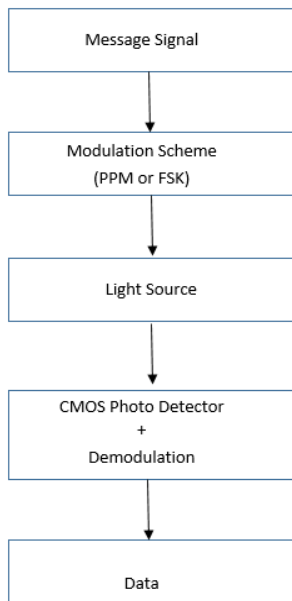 Message Signal
Modulation Scheme
(PPM or FSK)
Light Source
CMOS Photo Detector
+
Demodulation
Data